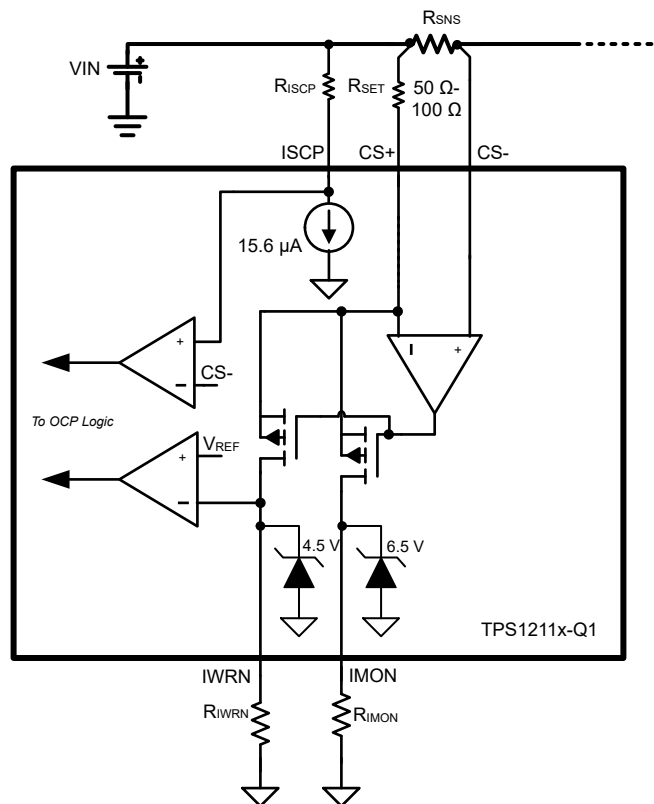 RSNS
VIN
RISCP
RSET
50 Ω-
100 Ω
ISCP
CS+
CS-
15.6 µA
+
−
CS-
− +
To OCP Logic
VREF
+
−
4.5 V
6.5 V
TPS1211x-Q1
IWRN
IMON
RIWRN
RIMON